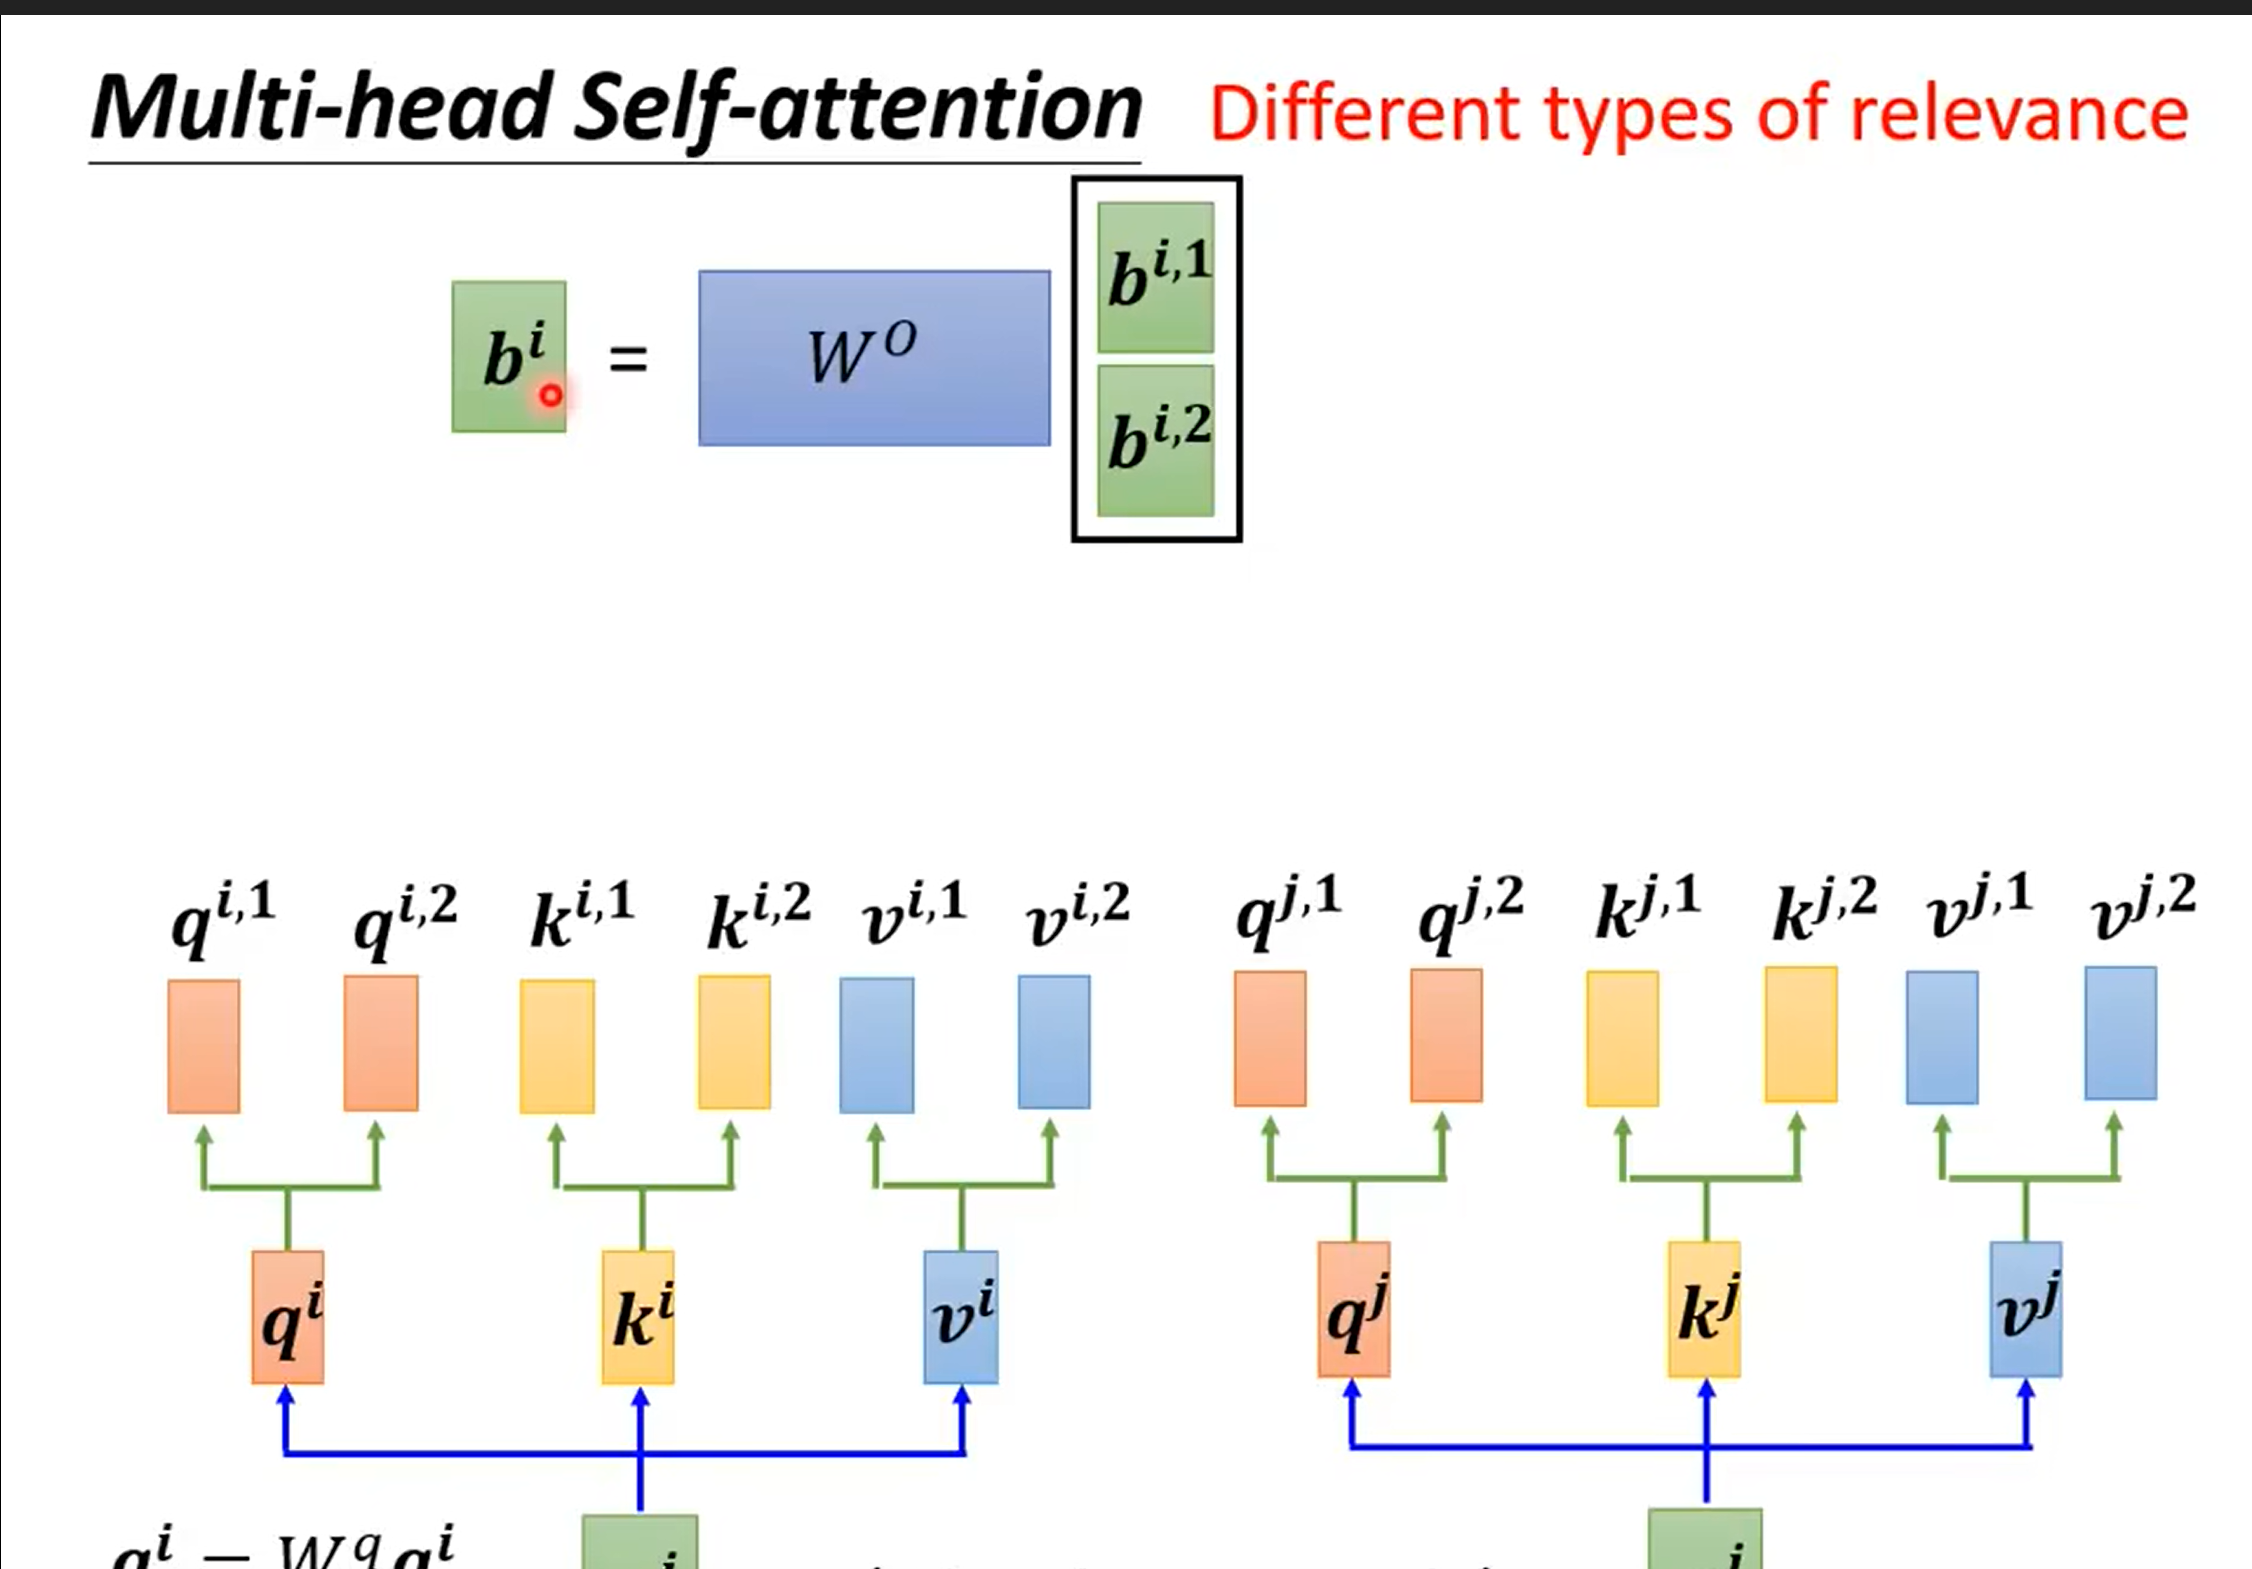 Multi-head Self-attention Different types of relevance
b^{i,1}
b^i = W^O
b^{i,2}
q^{i,1} q^{i,2} k^{i,1} k^{i,2} v^{i,1} v^{i,2} q^{j,1} q^{j,2} k^{j,1} k^{j,2} v^{j,1} v^{j,2}
q^i k^i v^i q^j k^j v^j
q^i = W^q a^i